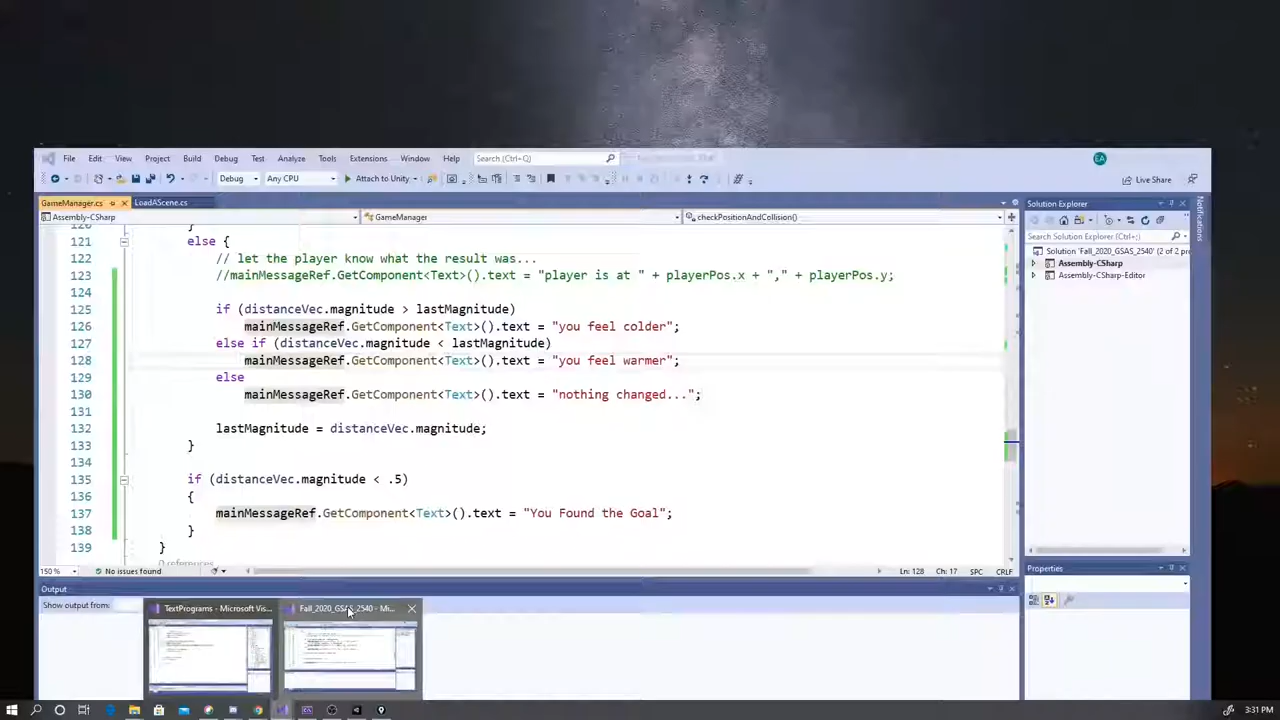 File Edit View Project Build Debug Test Analyze Tools Extensions Window Help Search (Ctrl+Q) EA
Debug Any CPU Attach to Unity Live Share
GameManager.cs LoadAScene.cs Solution Explorer Notifications
Assembly-CSharp GameManager checkPositionAndCollision()
Search Solution Explorer (Ctrl+;)
Solution 'Fall_2020_GSAS_2540' (2 of 2 pr
Assembly-CSharp
Assembly-CSharp-Editor
120 }
121 else {
122 // let the player know what the result was...
123 //mainMessageRef.GetComponent<Text>().text = "player is at " + playerPos.x + "," + playerPos.y;
124
125 if (distanceVec.magnitude > lastMagnitude)
126 mainMessageRef.GetComponent<Text>().text = "you feel colder";
127 else if (distanceVec.magnitude < lastMagnitude)
128 mainMessageRef.GetComponent<Text>().text = "you feel warmer";
129 else
130 mainMessageRef.GetComponent<Text>().text = "nothing changed...";
131
132 lastMagnitude = distanceVec.magnitude;
133 }
134
135 if (distanceVec.magnitude < .5)
136 {
137 mainMessageRef.GetComponent<Text>().text = "You Found the Goal";
138 }
139 }
0 references
150 % No issues found Ln: 128 Ch: 17 SPC CRLF
Properties
Output
Show output from:
TextPrograms - Microsoft Vis... Fall_2020_GSAS_2540 - Mi...
3:31 PM